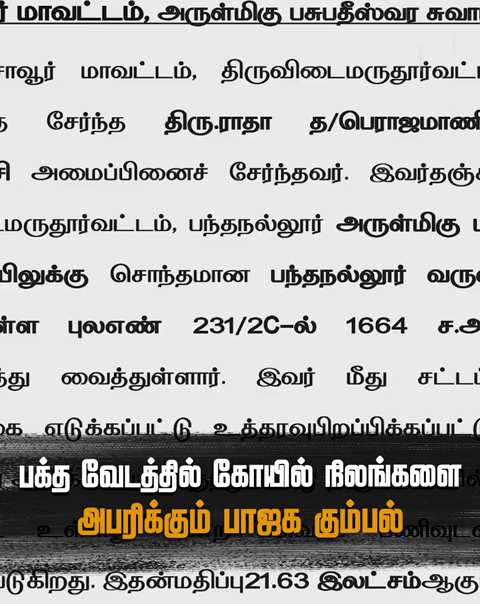 ர் மாவட்டம், அருள்மிகு பசுபதீஸ்வர சுவா
சாவூர் மாவட்டம், திருவிடைமருதூர்வட்ட
சேர்ந்த திரு.ராதா த/பெராஜமாணி
சி அமைப்பினைச் சேர்ந்தவர். இவர்தஞ்
மருதூர்வட்டம், பந்தநல்லூர் அருள்மிகு
யிலுக்கு சொந்தமான பந்தநல்லூர் வரு
ள்ள புலஎண் 231/2C-ல் 1664 ச.அ
த்து வைத்துள்ளார். இவர் மீது சட்டப்
கை எடுக்கப்பட்டு உத்தரவுபிறப்பிக்கப்பட்டு
பக்த வேடத்தில் கோயில் நிலங்களை
அபரிக்கும் பாஜக கும்பல்
படுகிறது. இதன்மதிப்பு21.63 இலட்சம்ஆகு